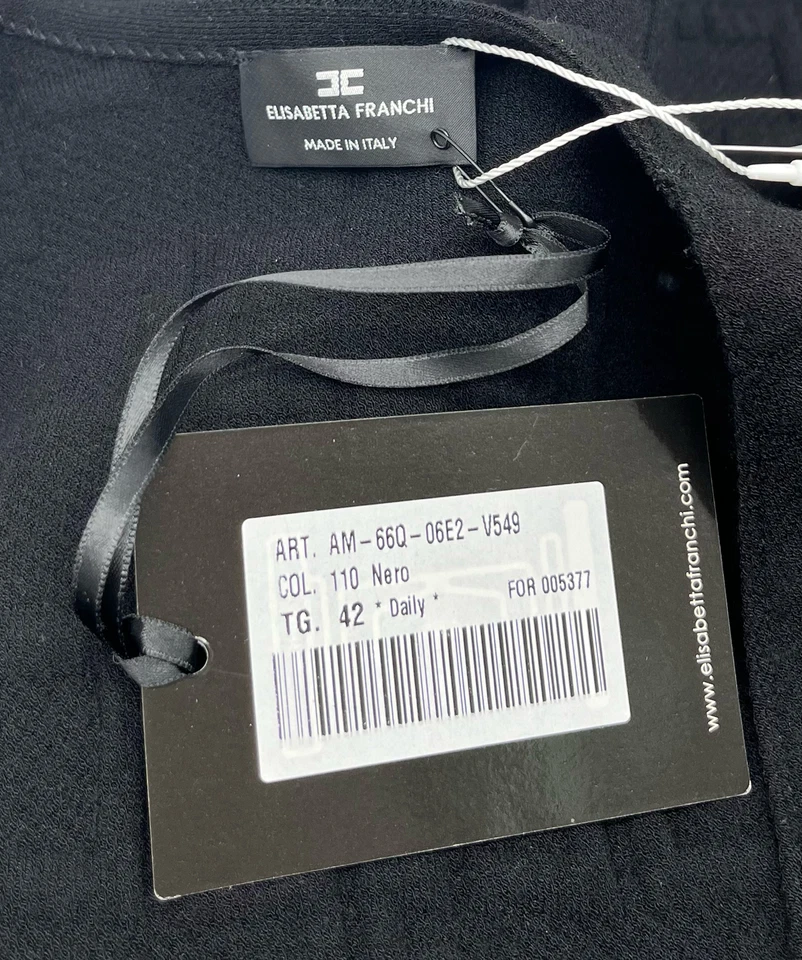 ELISABETTA FRANCHI
MADE IN ITALY
ART. AM-66Q-06E2-V549
COL. 110 Nero
TG. 42 * Daily *
FOR 005377
www.elisabettafranchi.com